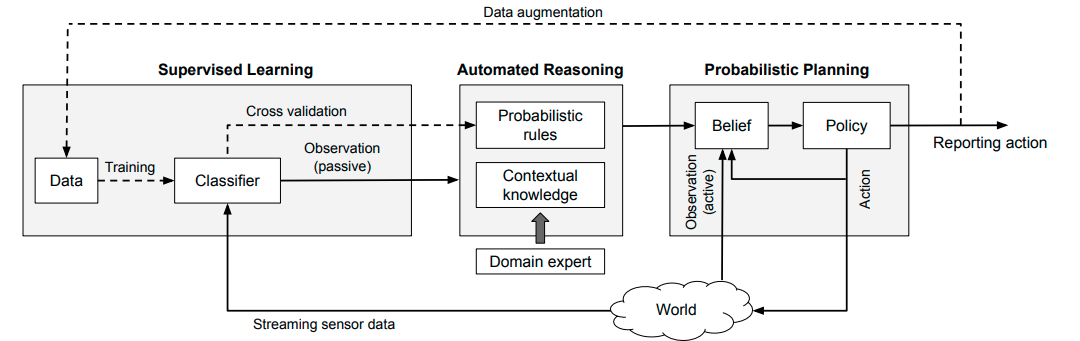 Data augmentation
Supervised Learning
Automated Reasoning
Probabilistic Planning
Cross validation
Probabilistic
rules
Belief
Policy
Reporting action
Training
Observation
(passive)
Data
Classifier
Contextual
knowledge
Observation
(active)
Action
Domain expert
World
Streaming sensor data